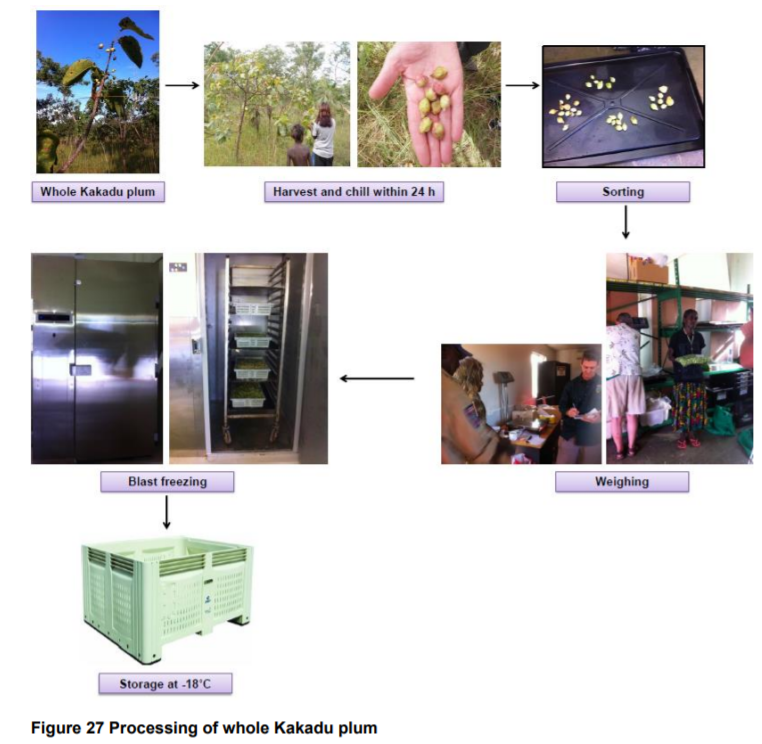 Whole Kakadu plum
Harvest and chill within 24 h
Sorting
Blast freezing
Weighing
Storage at -18°C
Figure 27 Processing of whole Kakadu plum